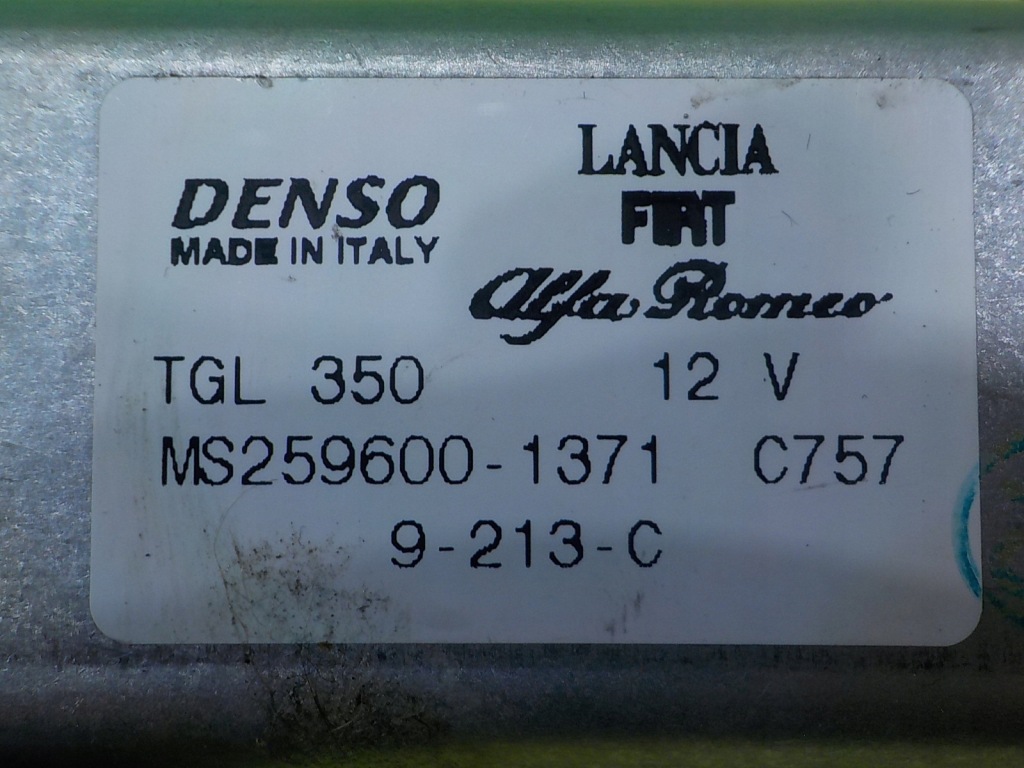 LANCIA
DENSO
FIAT
MADE IN ITALY
Alfa Romeo
TGL 350 12 V
MS259600-1371 C757
9-213-C